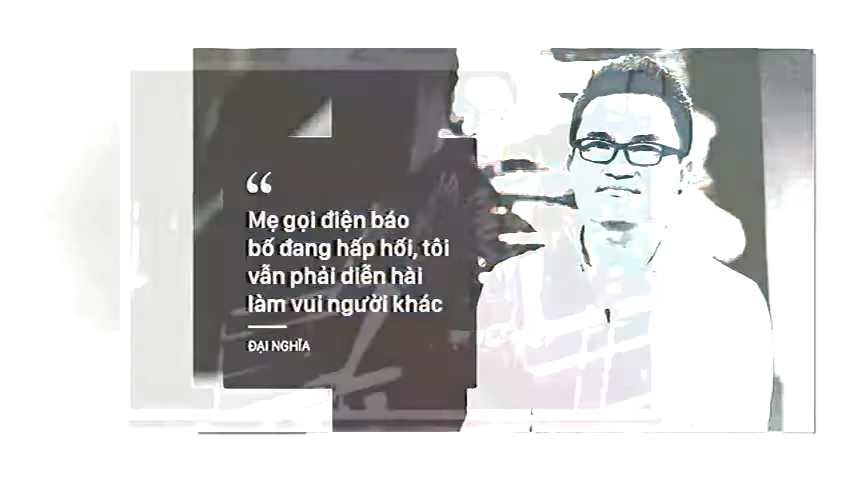 “
Mẹ gọi điện báo
bố đang hấp hối, tôi
vẫn phải diễn hài
làm vui người khác
ĐẠI NGHĨA